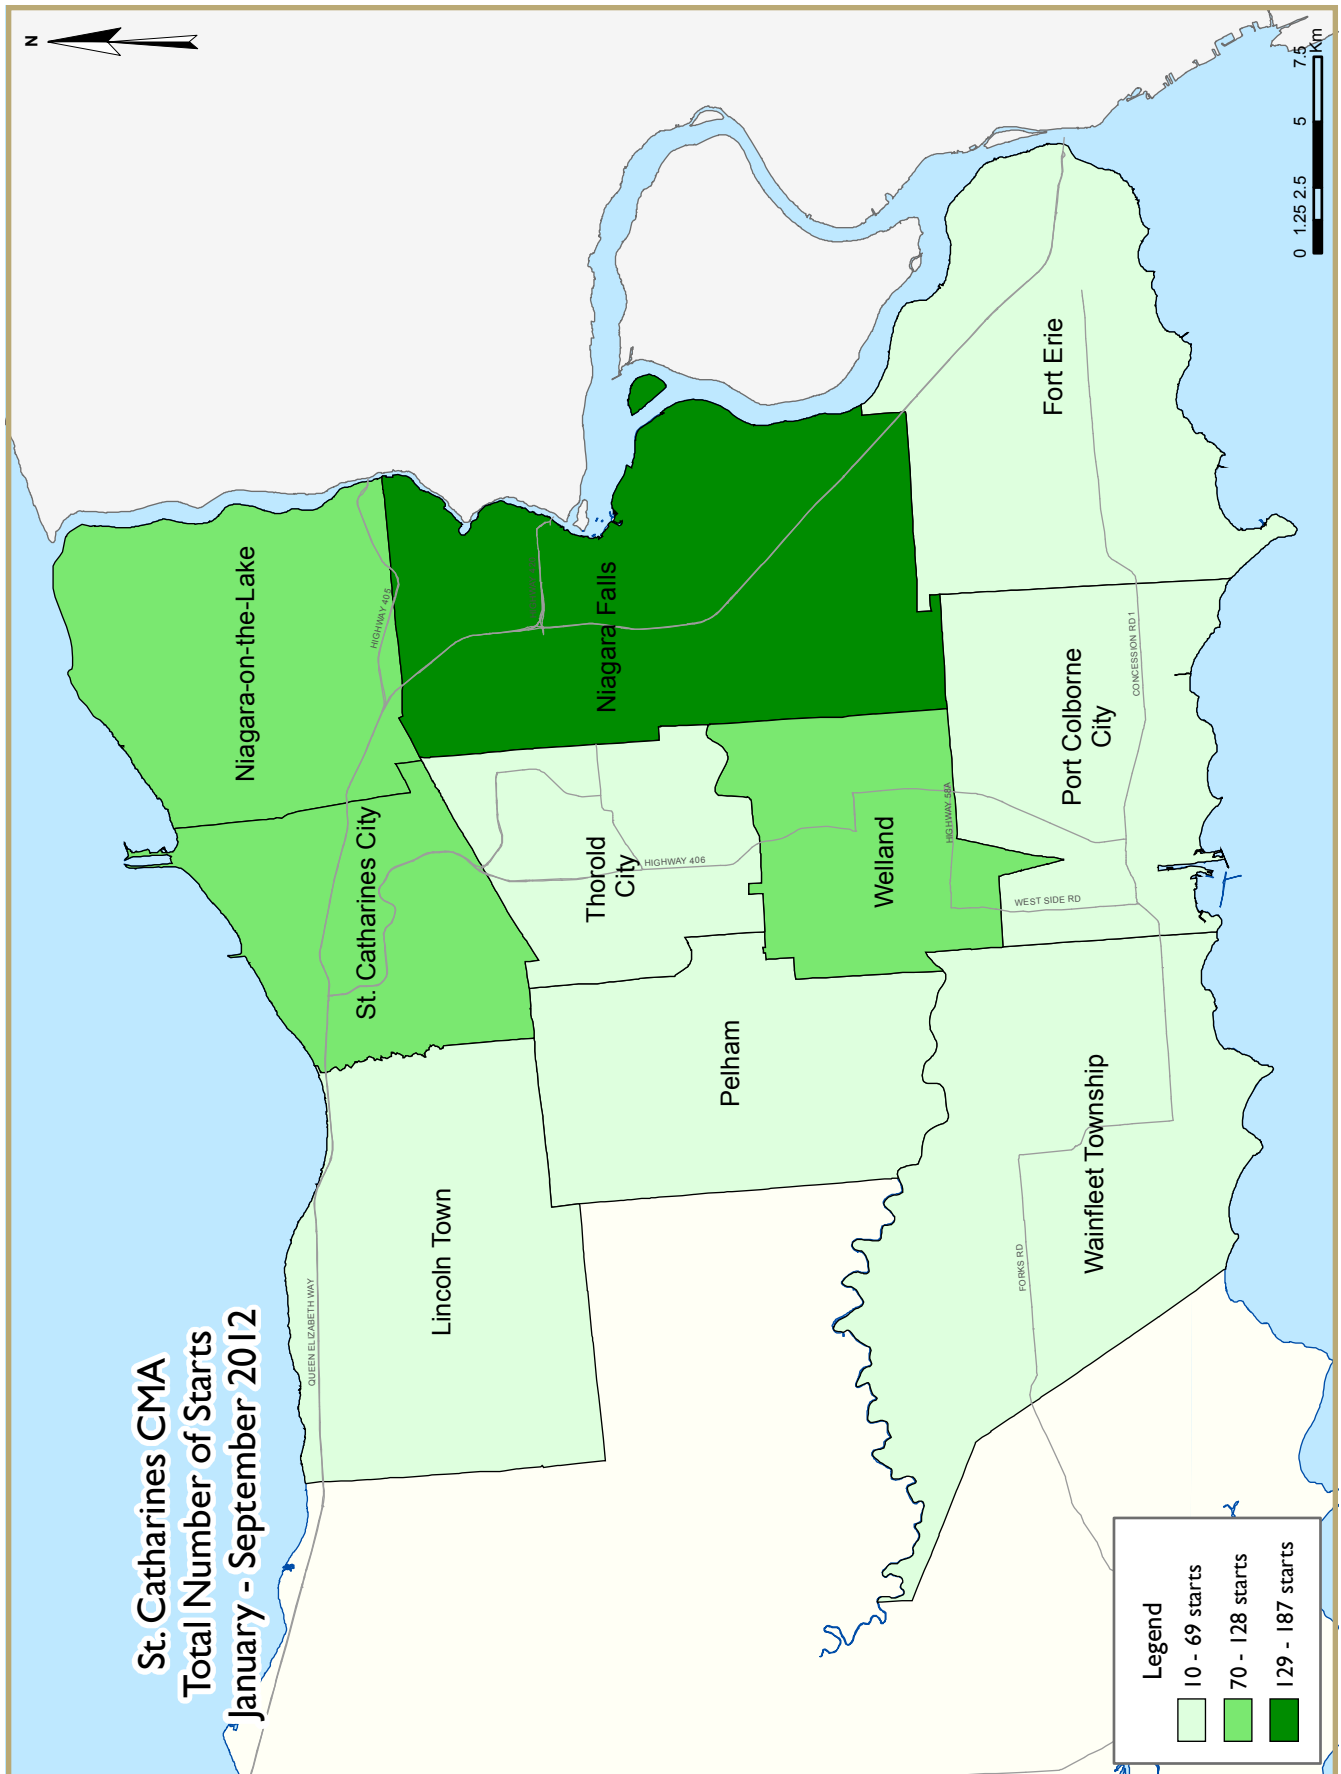 St. Catharines CMA
Total Number of Starts
January - September 2012
N
Niagara-on-the-Lake
HIGHWAY 405
St. Catharines City
Niagara Falls
QUEEN ELIZABETH WAY
Lincoln Town
Thorold
City
HIGHWAY 406
Pelham
Welland
HIGHWAY 58A
WEST SIDE RD
Port Colborne
City
CONCESSION RD 1
Fort Erie
Wainfleet Township
FORKS RD
Legend
10 - 69 starts
70 - 128 starts
129 - 187 starts
0 1.25 2.5 5 7.5
Km